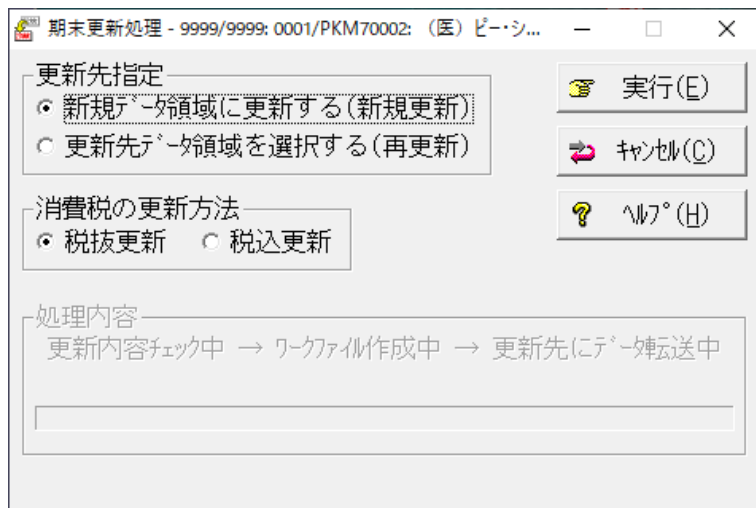 期末更新処理 - 9999/9999: 0001/PKM70002: （医）ピー･シ...
更新先指定
新規ﾃﾞｰﾀ領域に更新する(新規更新)
更新先ﾃﾞｰﾀ領域を選択する(再更新)
実行(E)
ｷｬﾝｾﾙ(C)
ﾍﾙﾌﾟ(H)
消費税の更新方法
税抜更新 税込更新
処理内容
更新内容ﾁｪｯｸ中 → ﾜｰｸﾌｧｲﾙ作成中 → 更新先にﾃﾞｰﾀ転送中